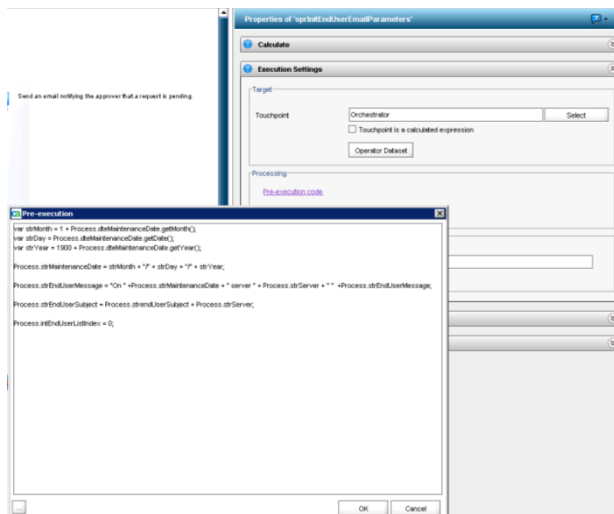 Send an email notifying the approver that a request is pending.
Properties of 'oprInitEndUserEmailParameters'
?
Calculate
Execution Settings
Target
Touchpoint
Orchestrator
Select
Touchpoint is a calculated expression
Operator Dataset
Processing
Pre-execution code
Pre-execution
var strMonth = 1 + Process.dteMaintenanceDate.getMonth();
var strDay = Process.dteMaintenanceDate.getDate();
var strYear = 1900 + Process.dteMaintenanceDate.getYear();
Process.strMaintenanceDate = strMonth + "/" + strDay + "/" + strYear;
Process.strEndUserMessage = "On " +Process.strMaintenanceDate + " server " + Process.strServer + " " +Process.strEndUserMessage;
Process.strEndUserSubject = Process.strendUserSubject + Process.strServer;
Process.intEndUserListIndex = 0;
...
OK
Cancel